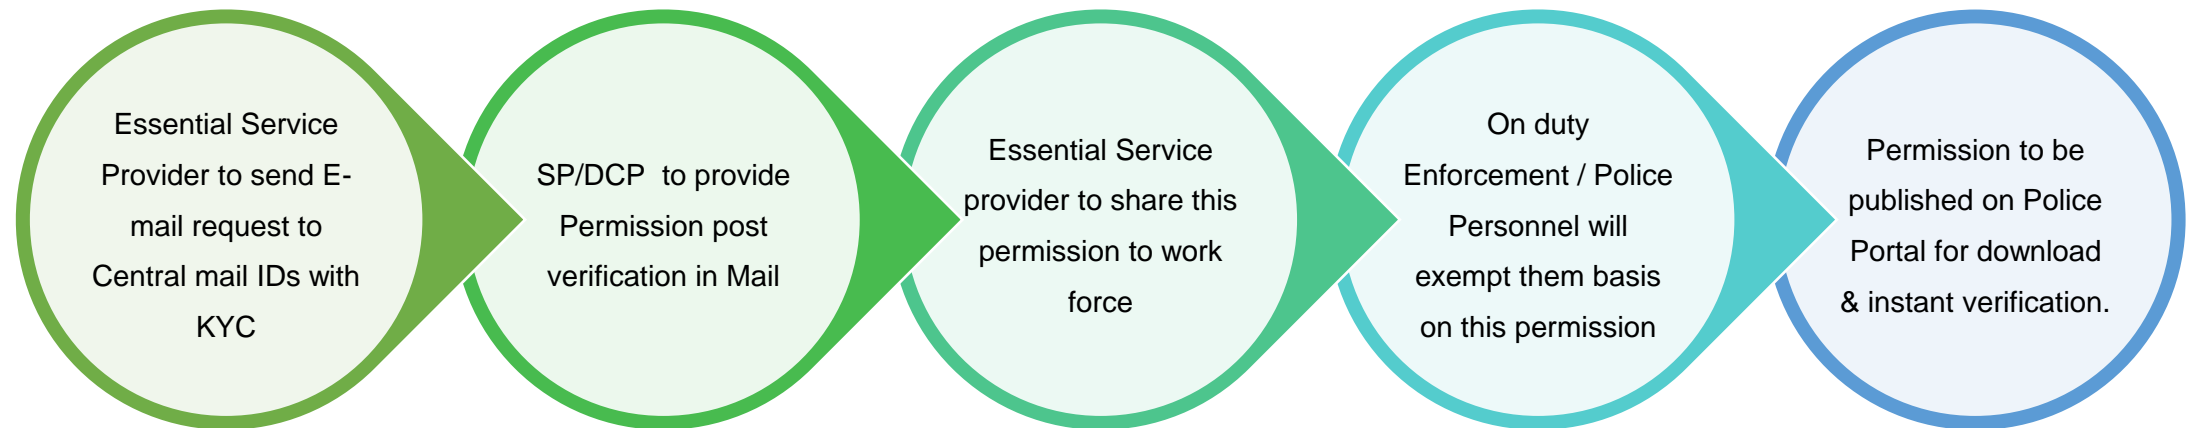 Essential Service
Provider to send E-
mail request to
Central mail IDs with
KYC
SP/DCP  to provide
Permission post
verification in Mail
Essential Service
provider to share this
permission to work
force
On duty
Enforcement / Police
Personnel will
exempt them basis
on this permission
Permission to be
published on Police
Portal for download
& instant verification.